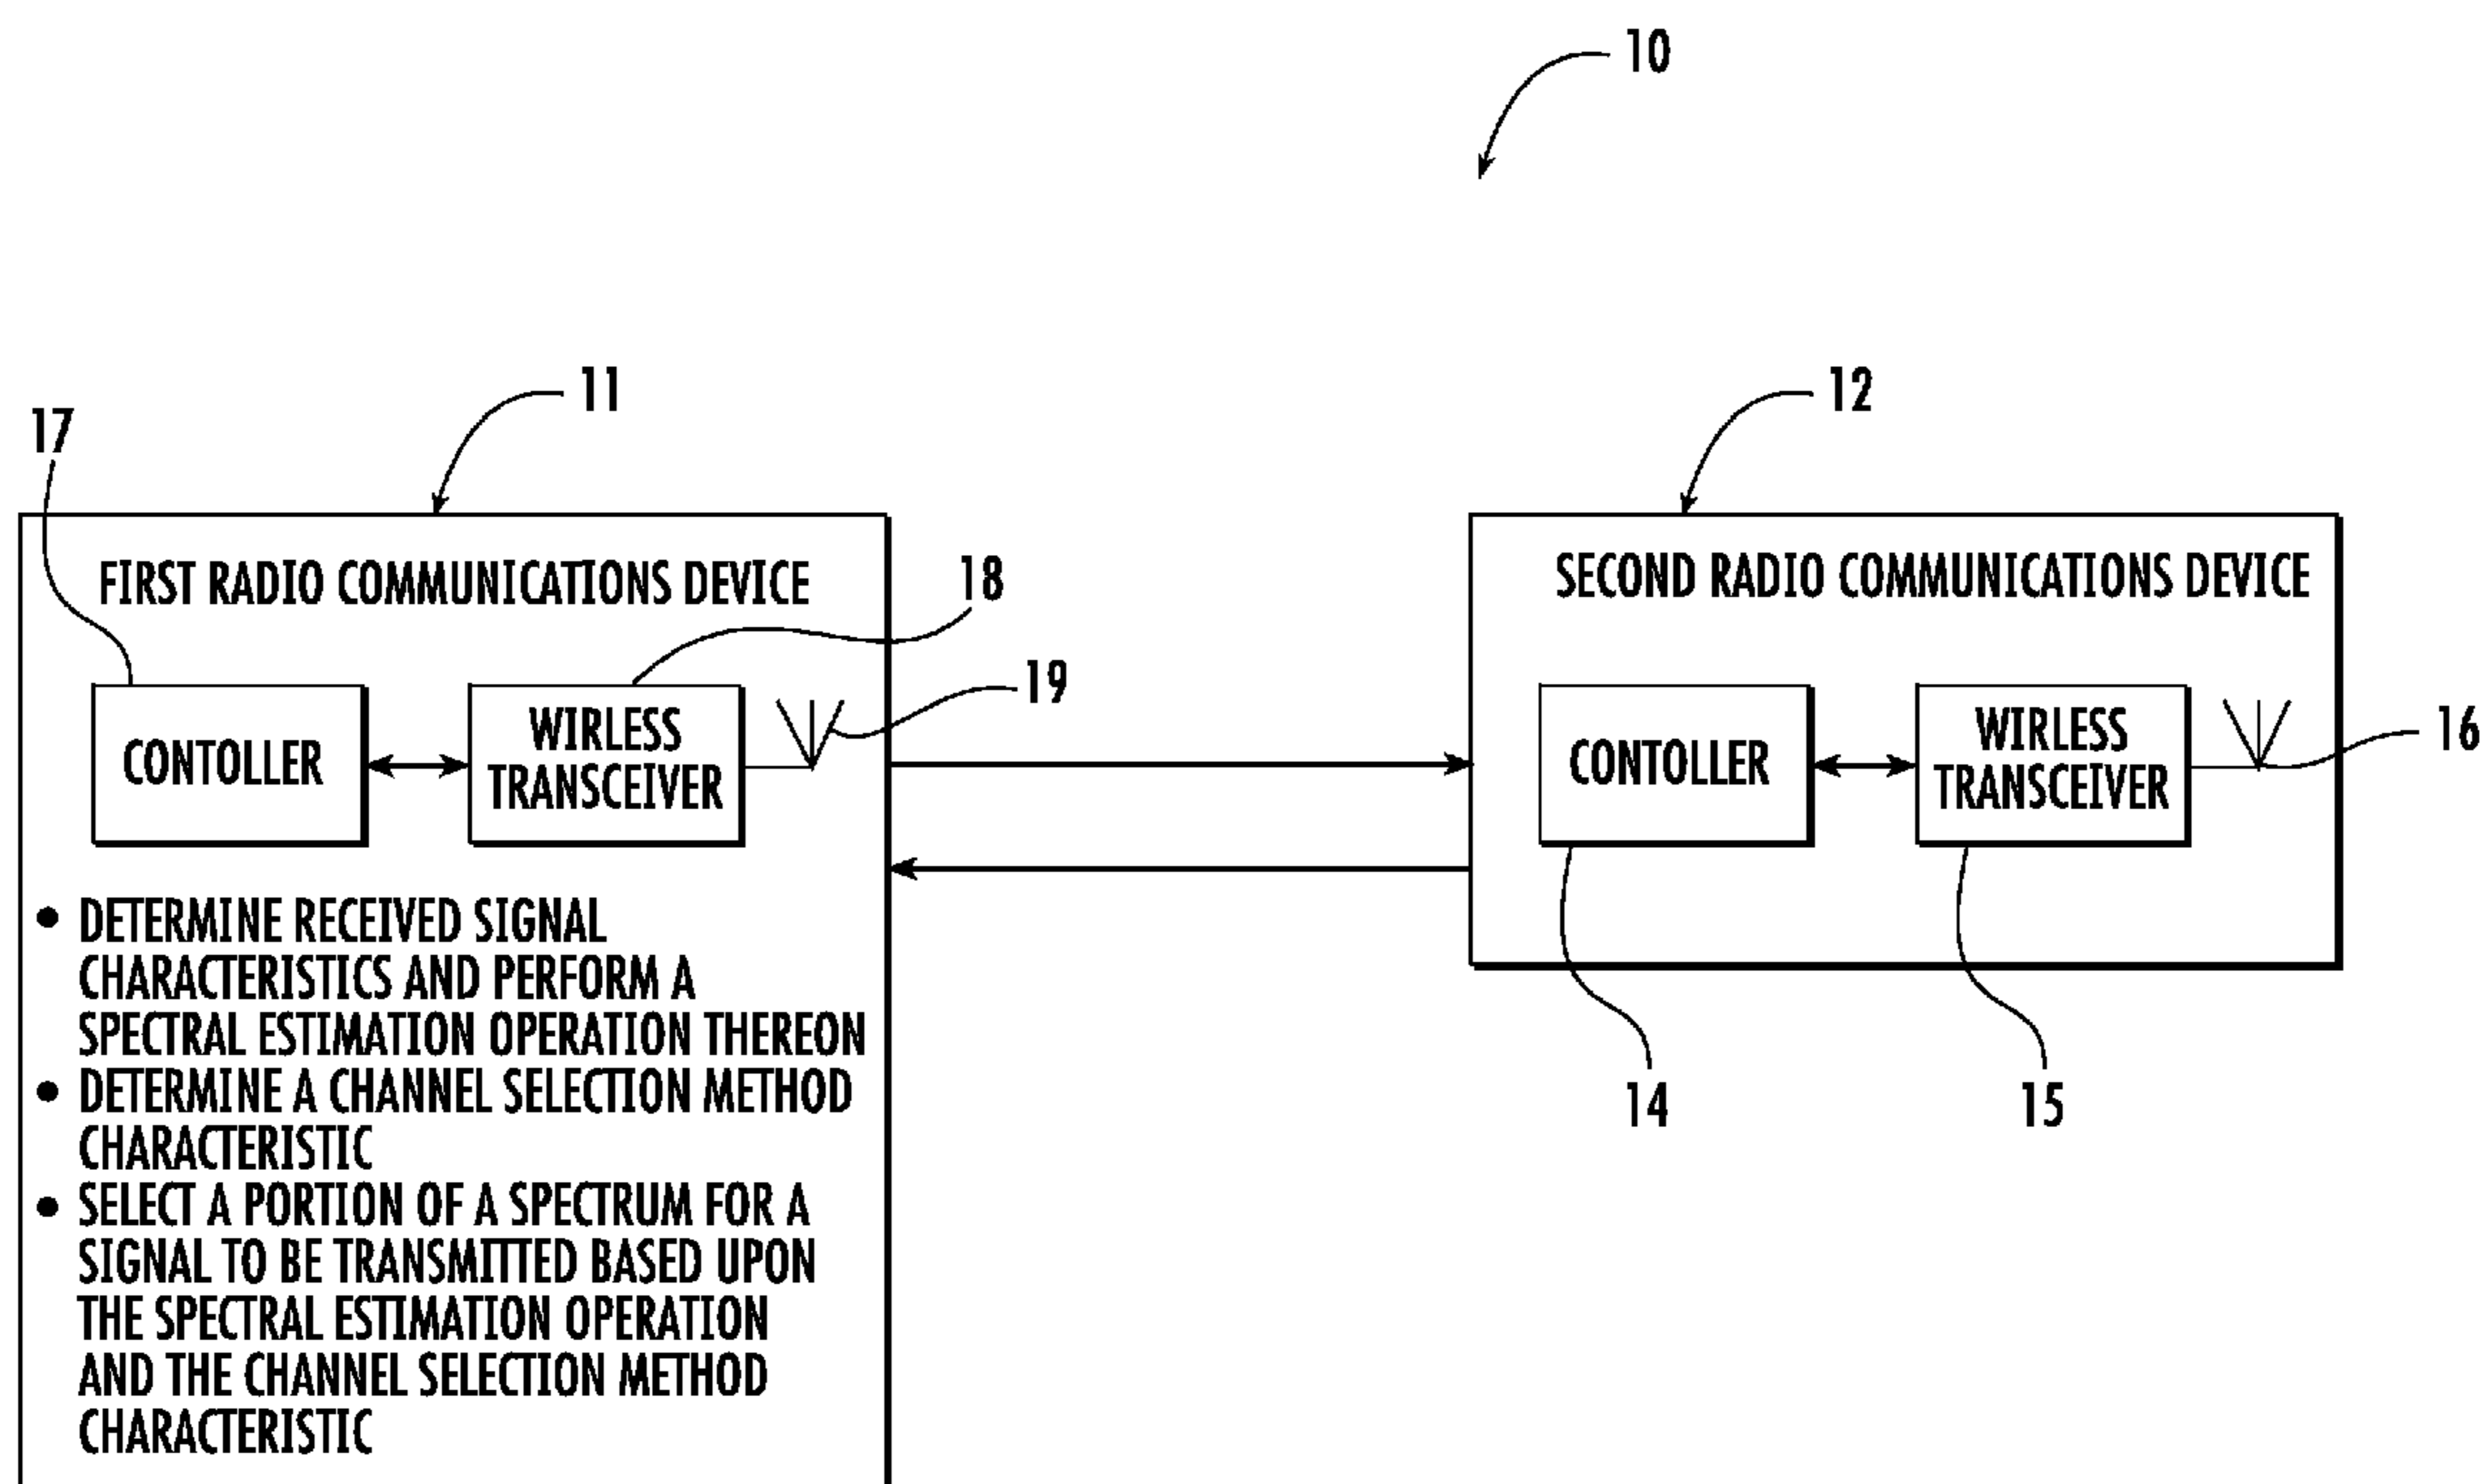 10
11
12
17
FIRST RADIO COMMUNICATIONS DEVICE
18
19
CONTOLLER
WIRLESS
TRANSCEIVER
SECOND RADIO COMMUNICATIONS DEVICE
CONTOLLER
WIRLESS
TRANSCEIVER
16
14
15
• DETERMINE RECEIVED SIGNAL
CHARACTERISTICS AND PERFORM A
SPECTRAL ESTIMATION OPERATION THEREON
• DETERMINE A CHANNEL SELECTION METHOD
CHARACTERISTIC
• SELECT A PORTION OF A SPECTRUM FOR A
SIGNAL TO BE TRANSMITTED BASED UPON
THE SPECTRAL ESTIMATION OPERATION
AND THE CHANNEL SELECTION METHOD
CHARACTERISTIC